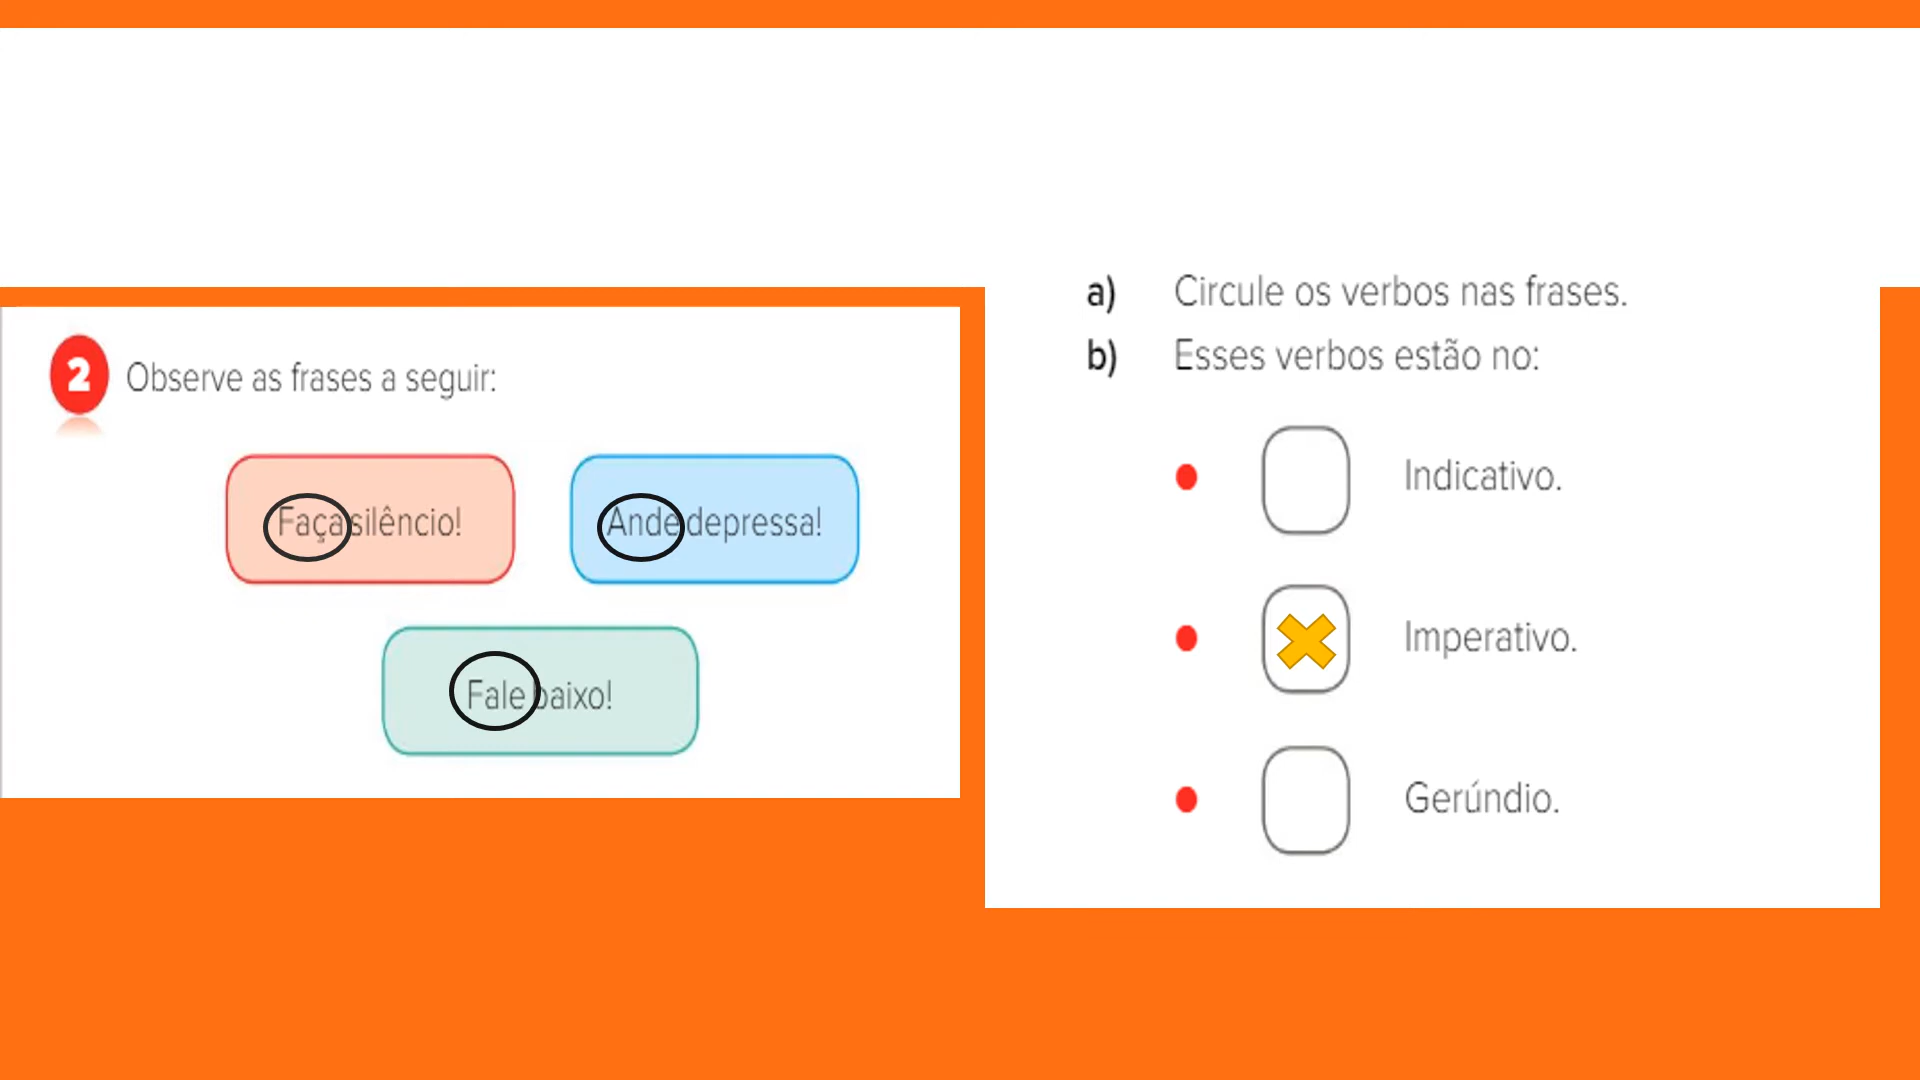 2 Observe as frases a seguir:
Faça silêncio!
Ande depressa!
Fale baixo!
a) Circule os verbos nas frases.
b) Esses verbos estão no:
Indicativo.
Imperativo.
Gerúndio.